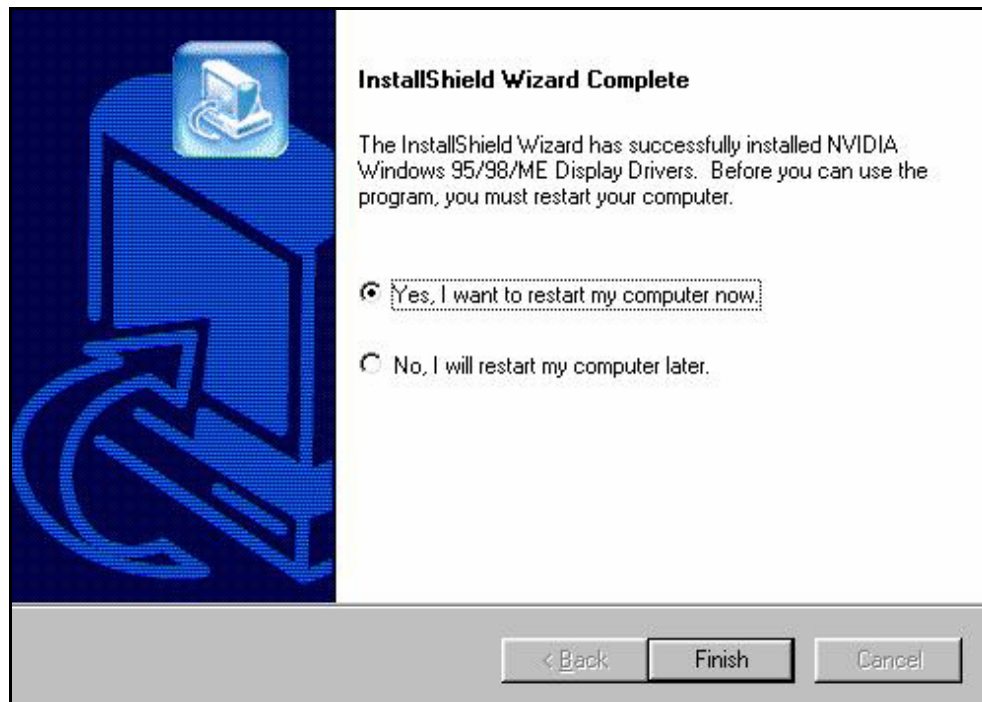 InstallShield Wizard Complete
The InstallShield Wizard has successfully installed NVIDIA
Windows 95/98/ME Display Drivers.  Before you can use the
program, you must restart your computer.
Yes, I want to restart my computer now.
No, I will restart my computer later.
< Back
Finish
Cancel